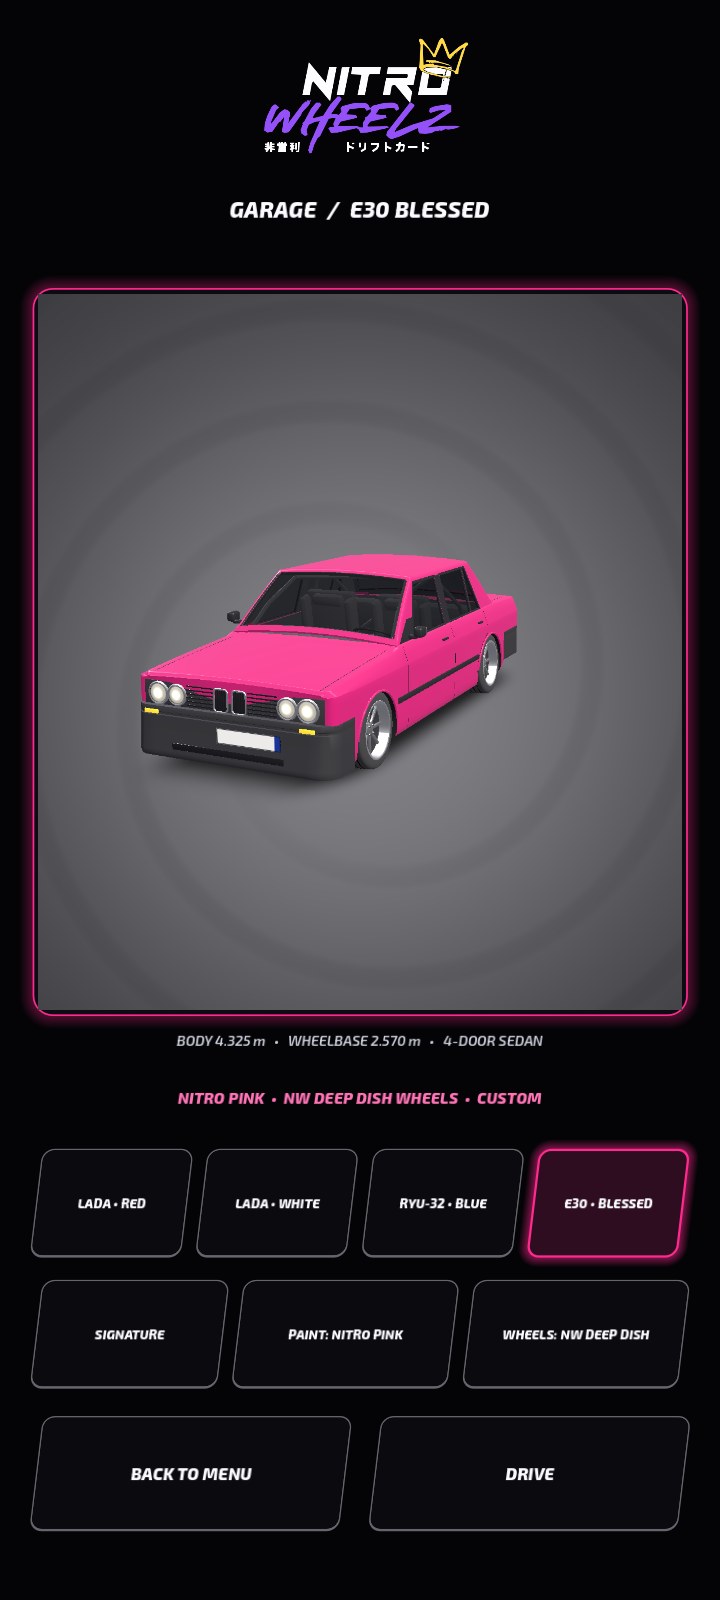 NITRO
WHEELZ
非営利 ドリフトカード
GARAGE / E30 BLESSED
BODY 4.325 m • WHEELBASE 2.570 m • 4-DOOR SEDAN
NITRO PINK • NW DEEP DISH WHEELS • CUSTOM
LADA • RED
LADA • WHITE
RYU-32 • BLUE
E30 • BLESSED
SIGNATURE
PAINT: NITRO PINK
WHEELS: NW DEEP DISH
BACK TO MENU
DRIVE